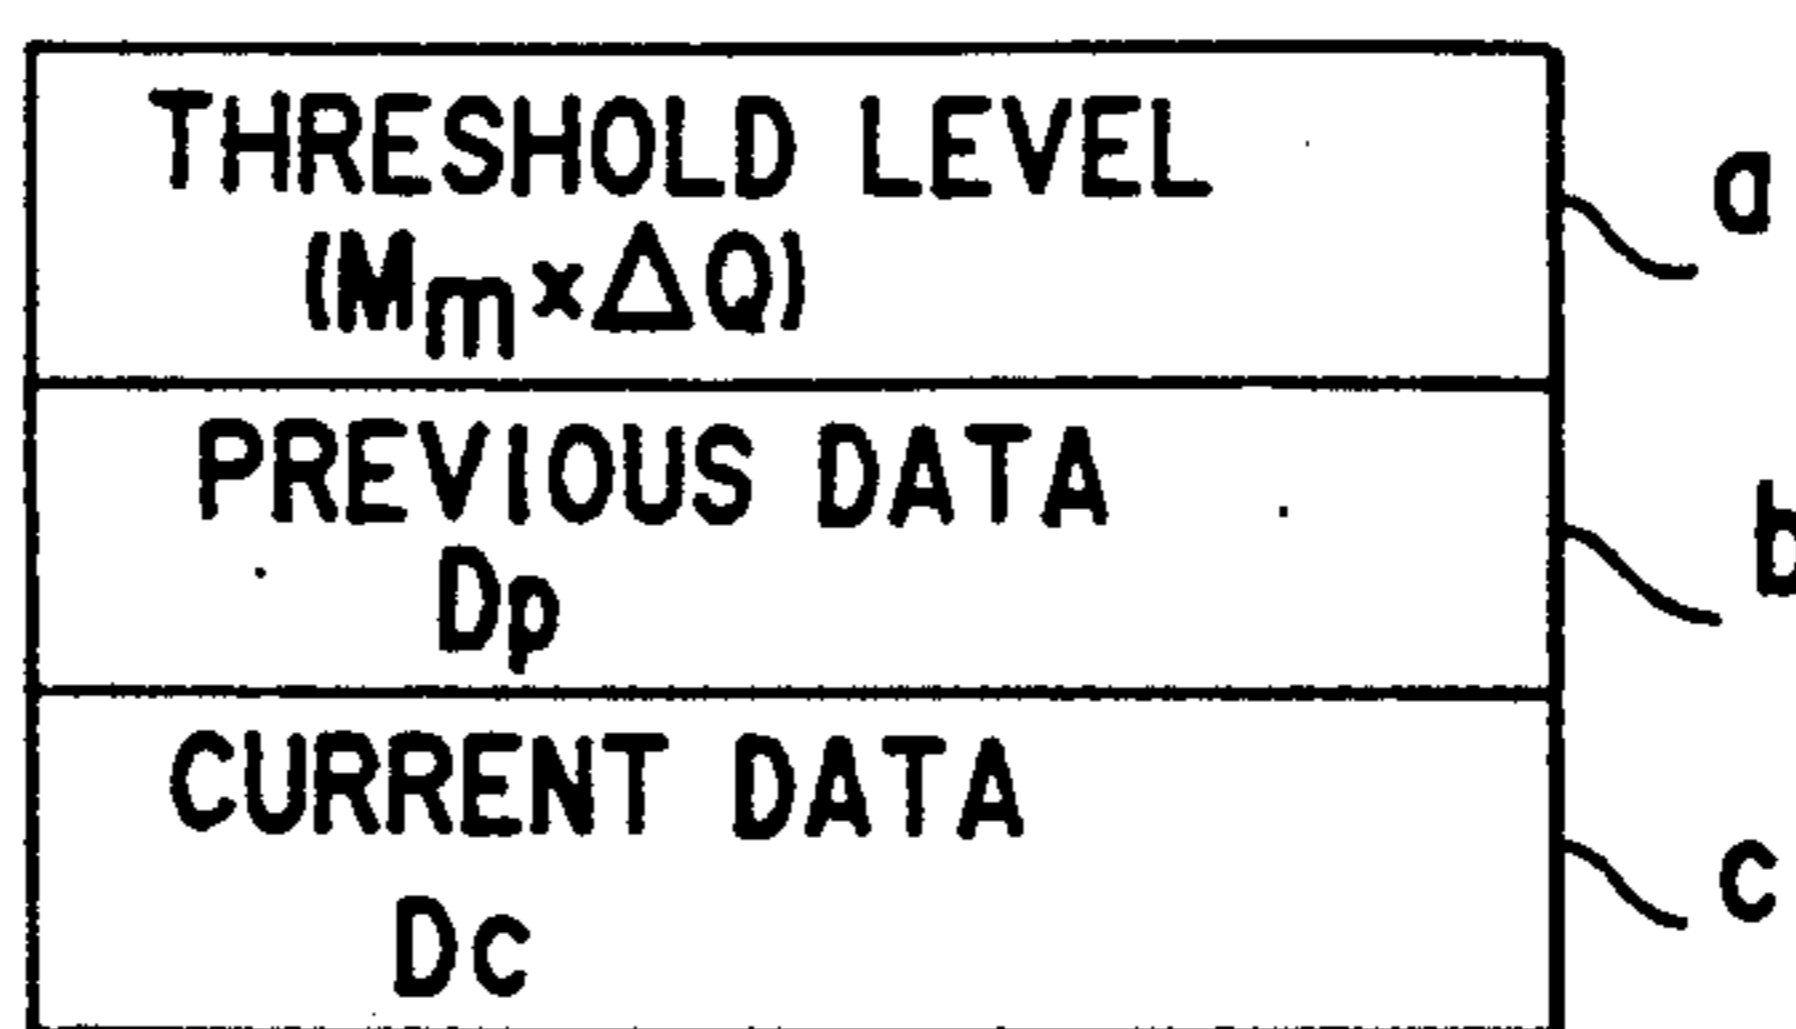 THRESHOLD LEVEL
(Mm×ΔQ)
a
PREVIOUS DATA
Dp
b
CURRENT DATA
Dc
c